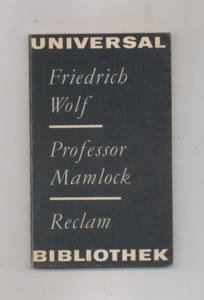 UNIVERSAL
Friedrich
Wolf
Professor
Mamlock
Reclam
BIBLIOTHEK